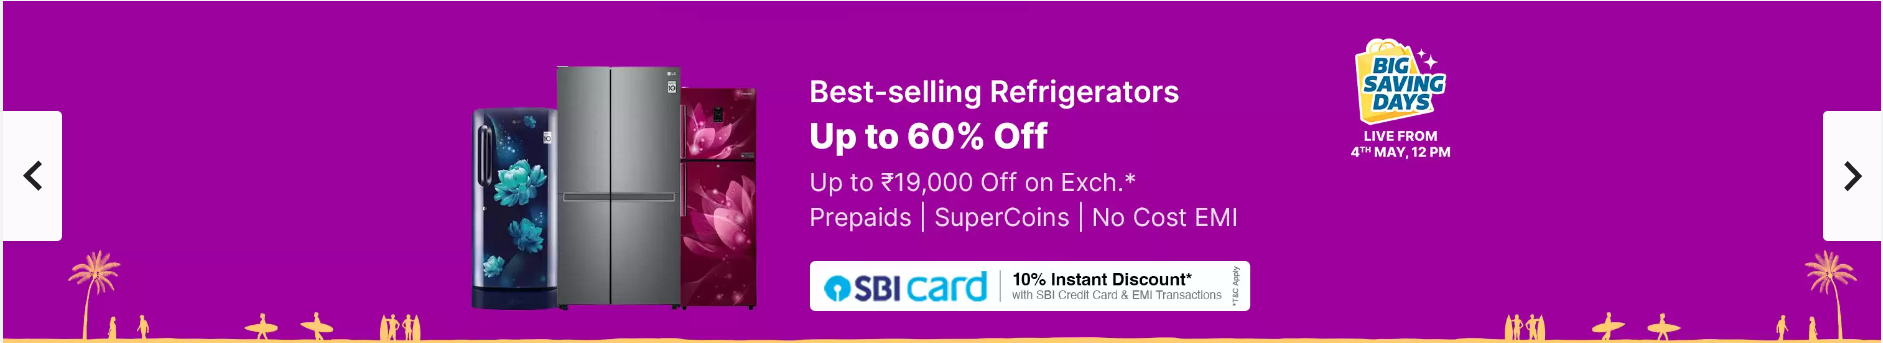 Best-selling Refrigerators
Up to 60% Off
Up to ₹19,000 Off on Exch.*
Prepaids | SuperCoins | No Cost EMI
SBI card | 10% Instant Discount*
with SBI Credit Card & EMI Transactions
*T&C Apply
BIG
SAVING
DAYS
LIVE FROM
4TH MAY, 12 PM
LG